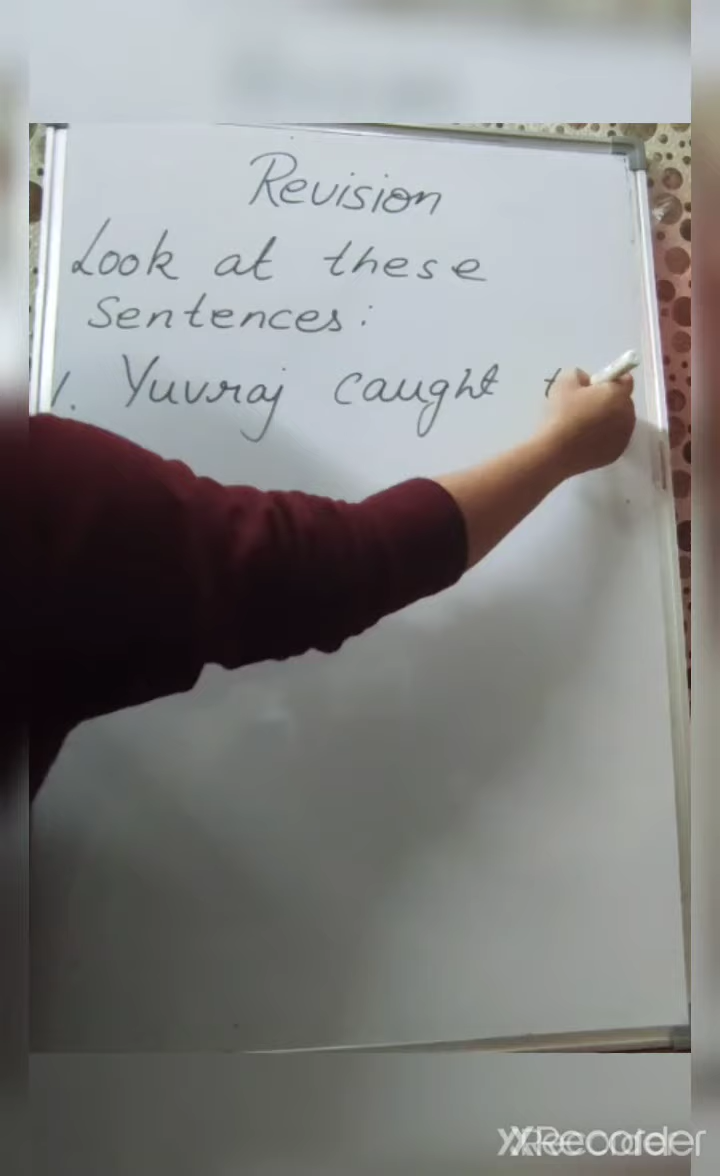 Revision
Look at these
sentences:
1. Yuvraj caught t
XRecorder